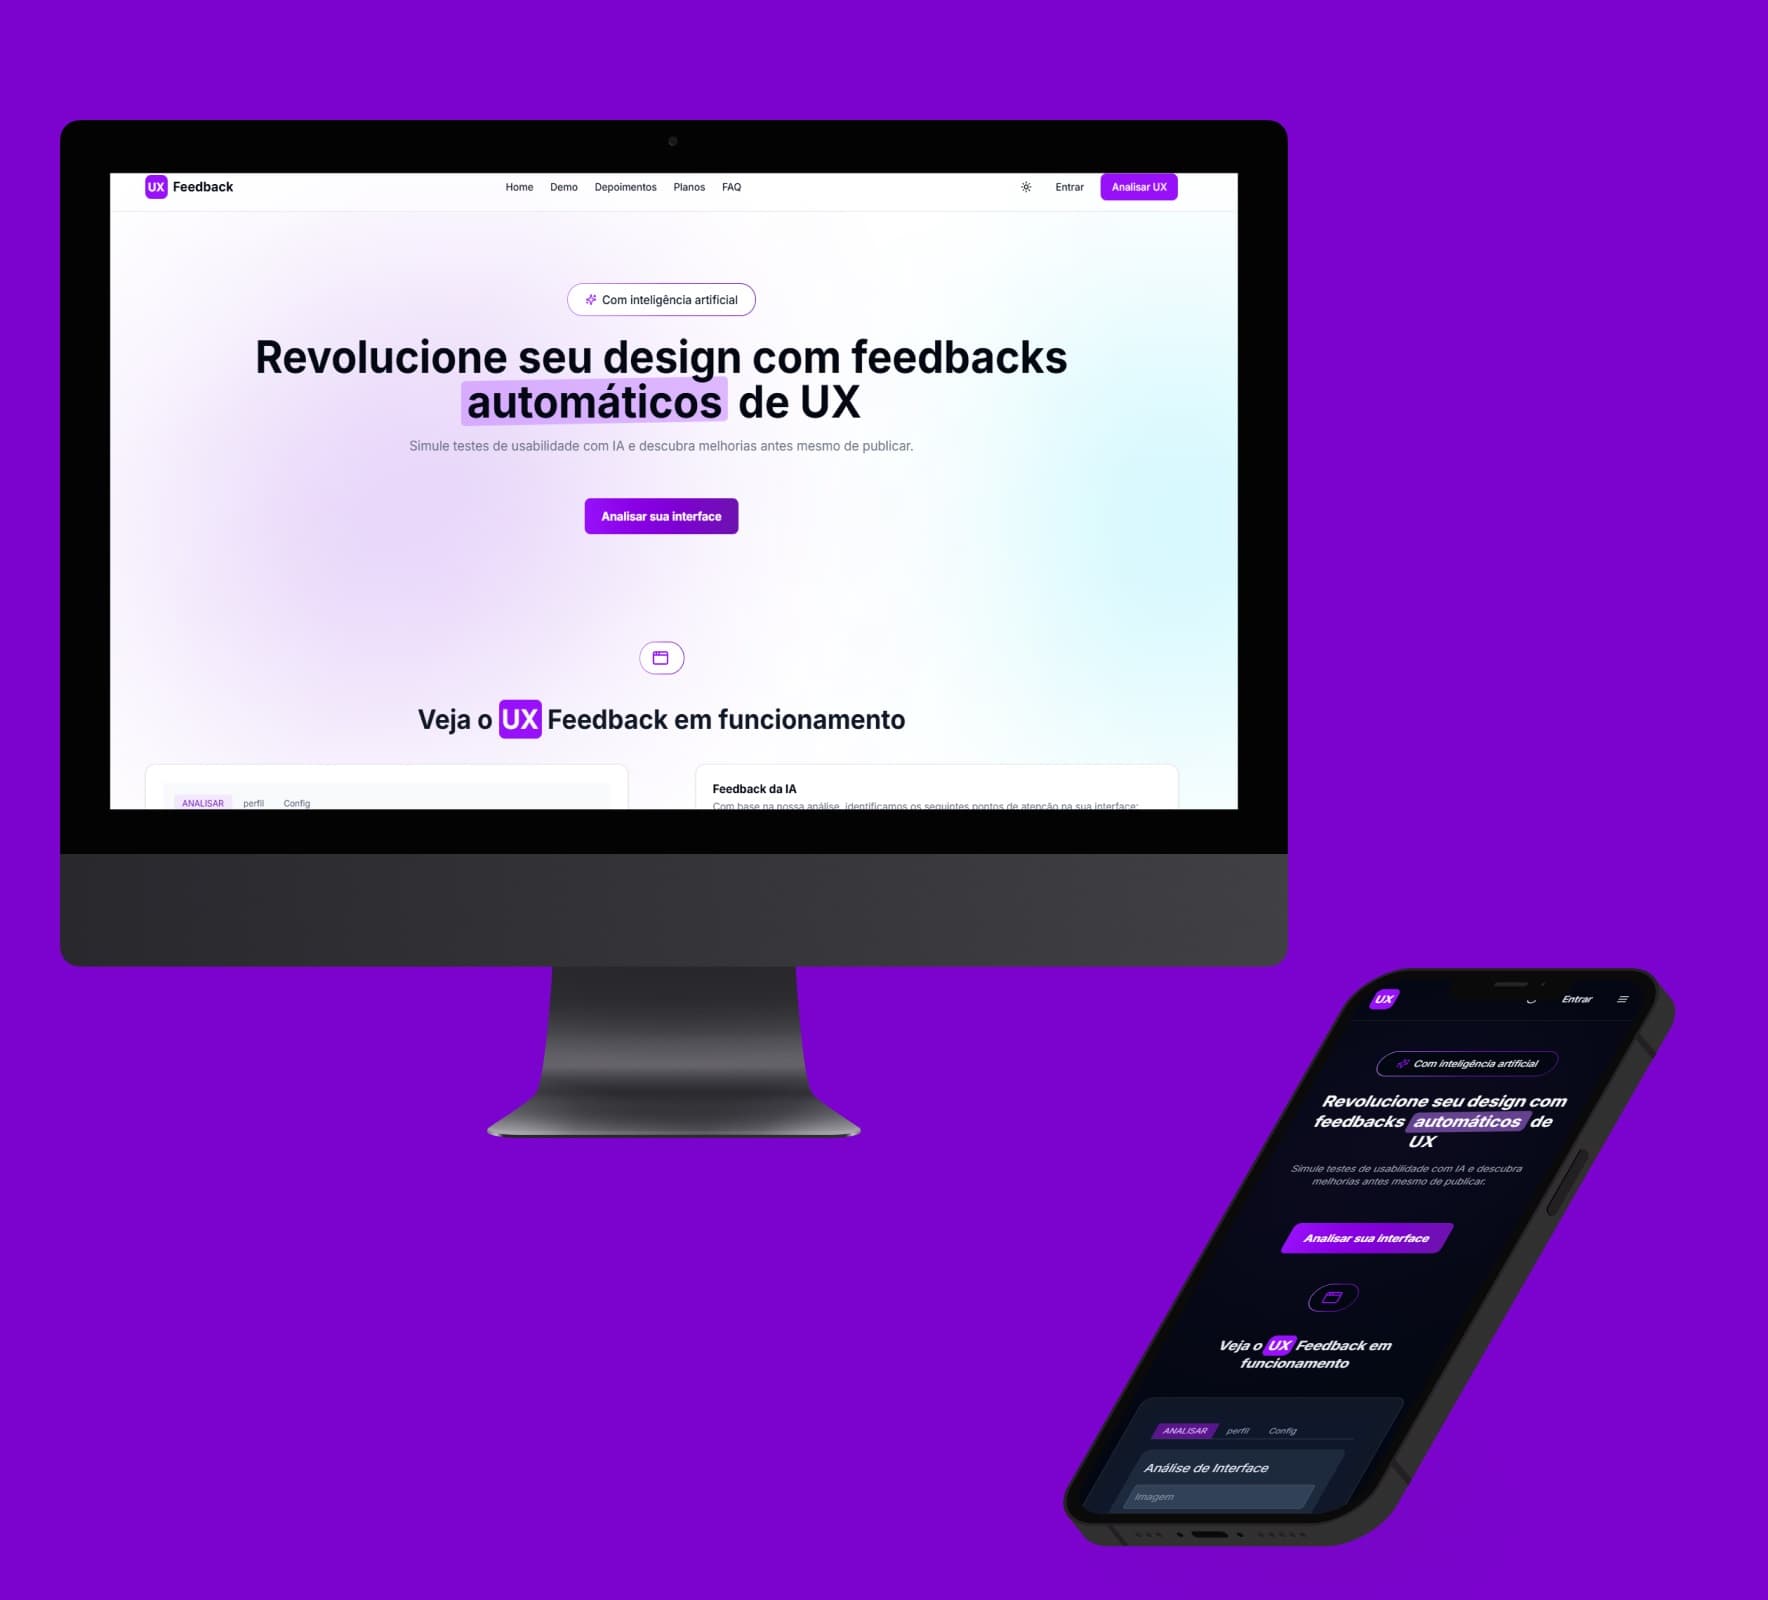 UX Feedback
Home Demo Depoimentos Planos FAQ
Entrar Analisar UX
Com inteligência artificial
Revolucione seu design com feedbacks
automáticos de UX
Simule testes de usabilidade com IA e descubra melhorias antes mesmo de publicar.
Analisar sua interface
Veja o UX Feedback em funcionamento
ANALISAR perfil Config
Feedback da IA
Com base na nossa análise, identificamos os seguintes pontos de atenção na sua interface:
UX Entrar
Com inteligência artificial
Revolucione seu design com
feedbacks automáticos de
UX
Simule testes de usabilidade com IA e descubra
melhorias antes mesmo de publicar.
Analisar sua interface
Veja o UX Feedback em
funcionamento
ANALISAR perfil Config
Análise de Interface
Imagem